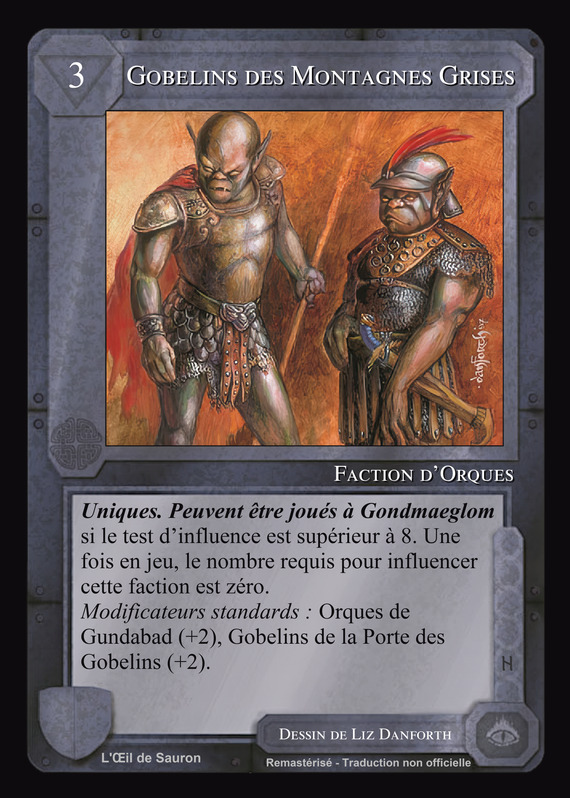 3
Gobelins des Montagnes Grises
Danforth '97
Faction d'Orques
Uniques. Peuvent être joués à Gondmaeglom
si le test d'influence est supérieur à 8. Une
fois en jeu, le nombre requis pour influencer
cette faction est zéro.
Modificateurs standards : Orques de
Gundabad (+2), Gobelins de la Porte des
Gobelins (+2).
Dessin de Liz Danforth
L'Œil de Sauron
Remastérisé - Traduction non officielle